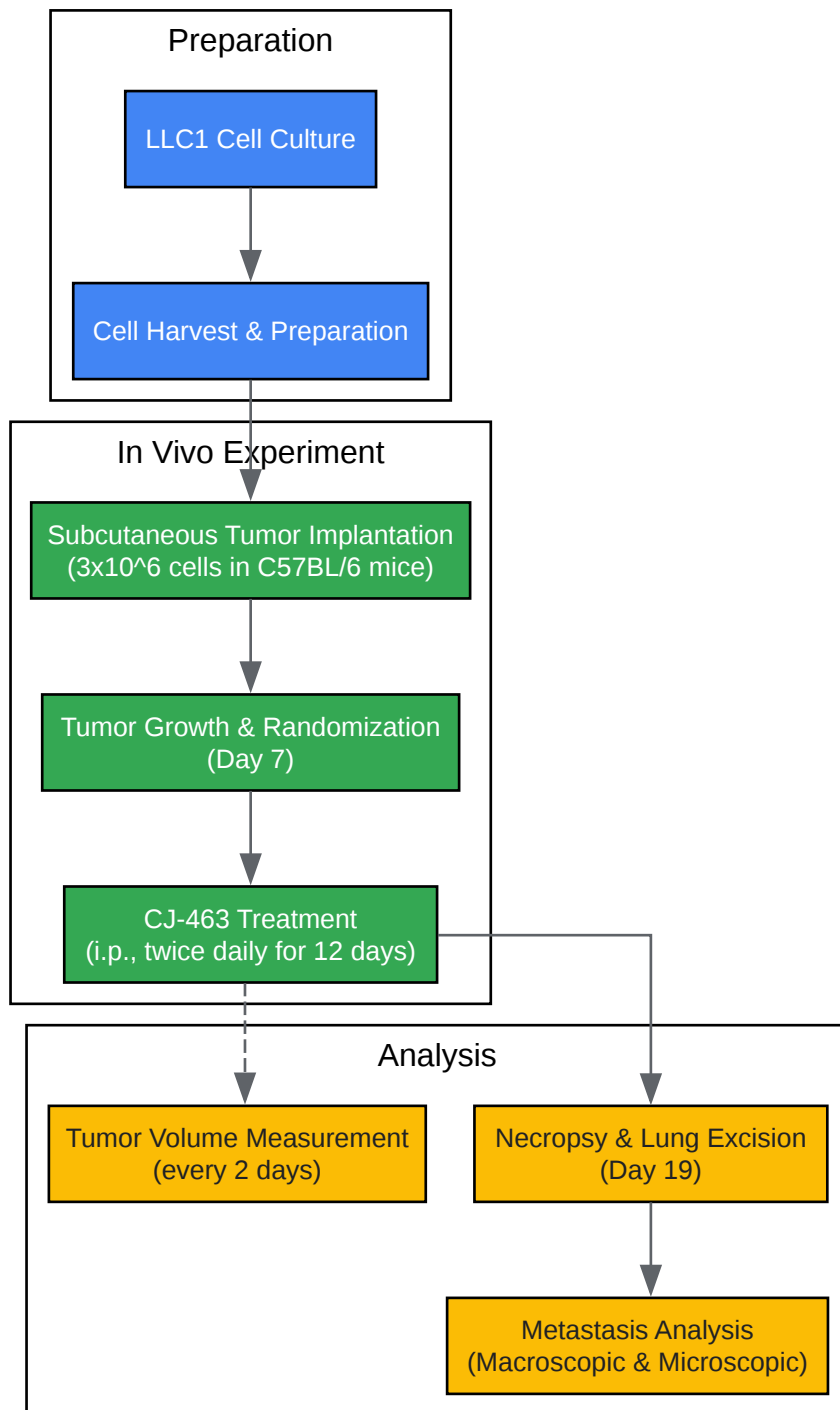 Preparation
LLC1 Cell Culture
Cell Harvest & Preparation
In Vivo Experiment
Subcutaneous Tumor Implantation
(3x10^6 cells in C57BL/6 mice)
Tumor Growth & Randomization
(Day 7)
CJ-463 Treatment
(i.p., twice daily for 12 days)
Analysis
Tumor Volume Measurement
(every 2 days)
Necropsy & Lung Excision
(Day 19)
Metastasis Analysis
(Macroscopic & Microscopic)